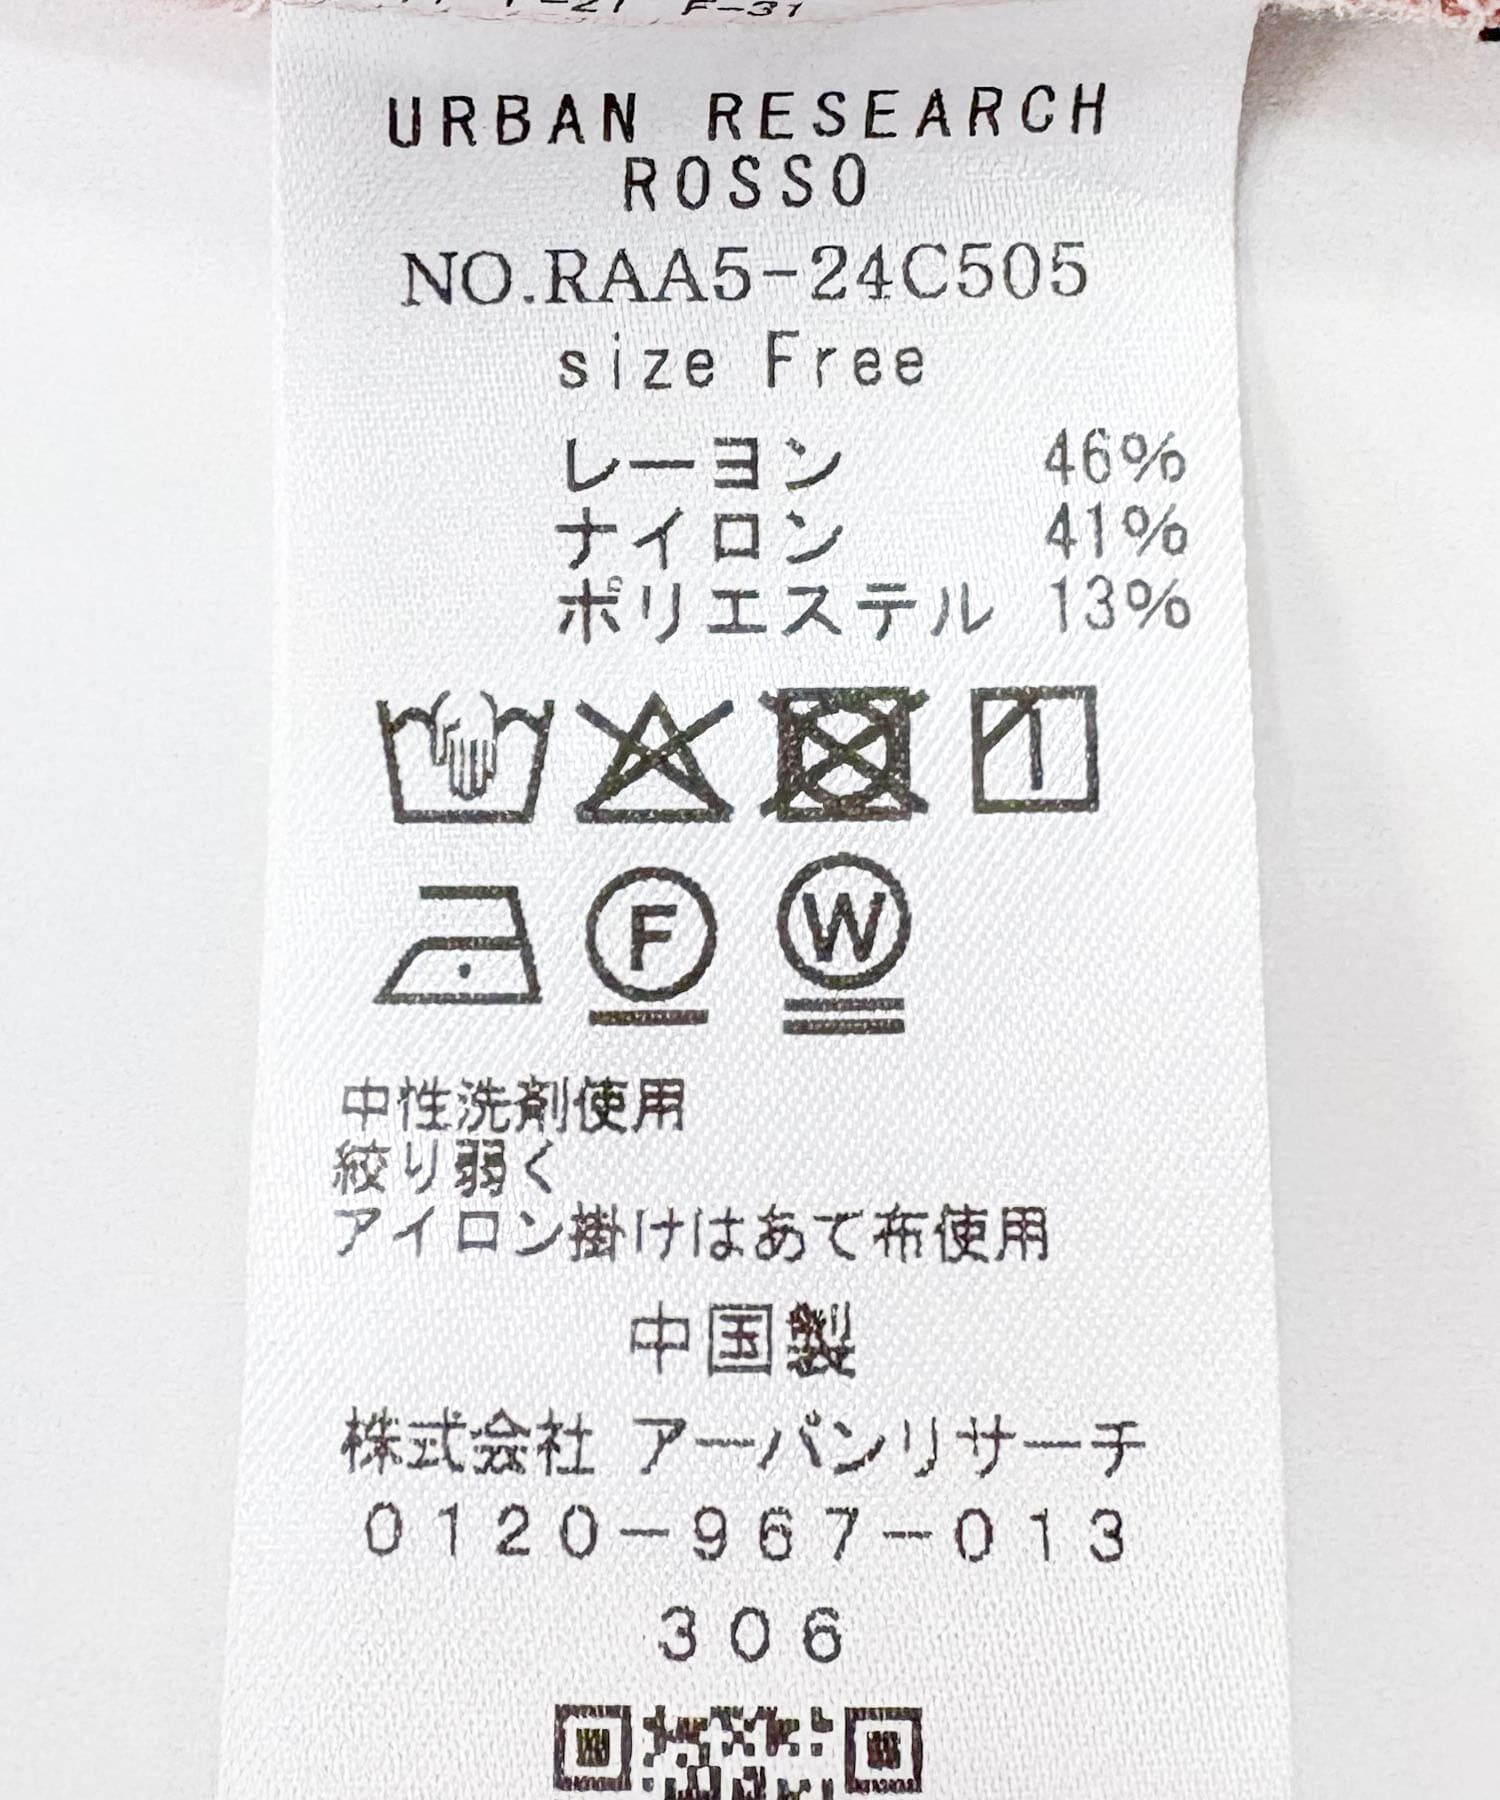 URBAN RESEARCH
ROSSO
NO.RAA5-24C505
size Free
レーヨン 46%
ナイロン 41%
ポリエステル 13%
F W
中性洗剤使用
絞り弱く
アイロン掛けはあて布使用
中国製
株式会社 アーバンリサーチ
0120-967-013
306